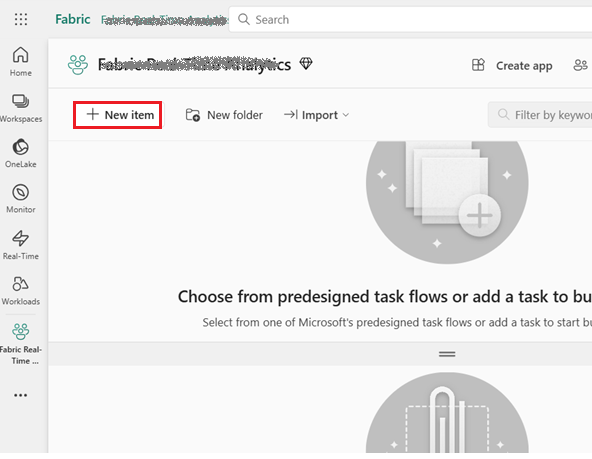 Fabric
Search
Home
Workspaces
OneLake
Monitor
Real-Time
Workloads
Fabric Real-
Time ...
Create app
New item
New folder
Import
Filter by keywo
Choose from predesigned task flows or add a task to bu
Select from one of Microsoft's predesigned task flows or add a task to start bu